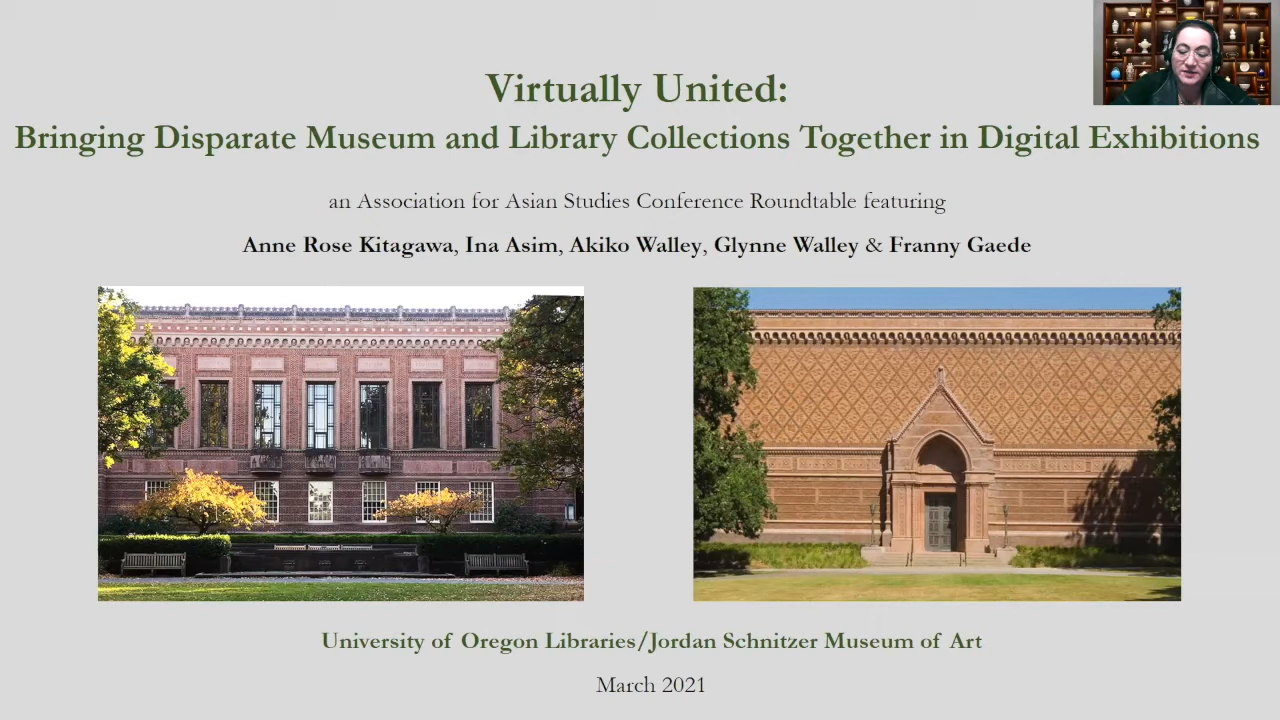 Virtually United:
Bringing Disparate Museum and Library Collections Together in Digital Exhibitions
an Association for Asian Studies Conference Roundtable featuring
Anne Rose Kitagawa, Ina Asim, Akiko Walley, Glynne Walley & Franny Gaede
University of Oregon Libraries/Jordan Schnitzer Museum of Art
March 2021